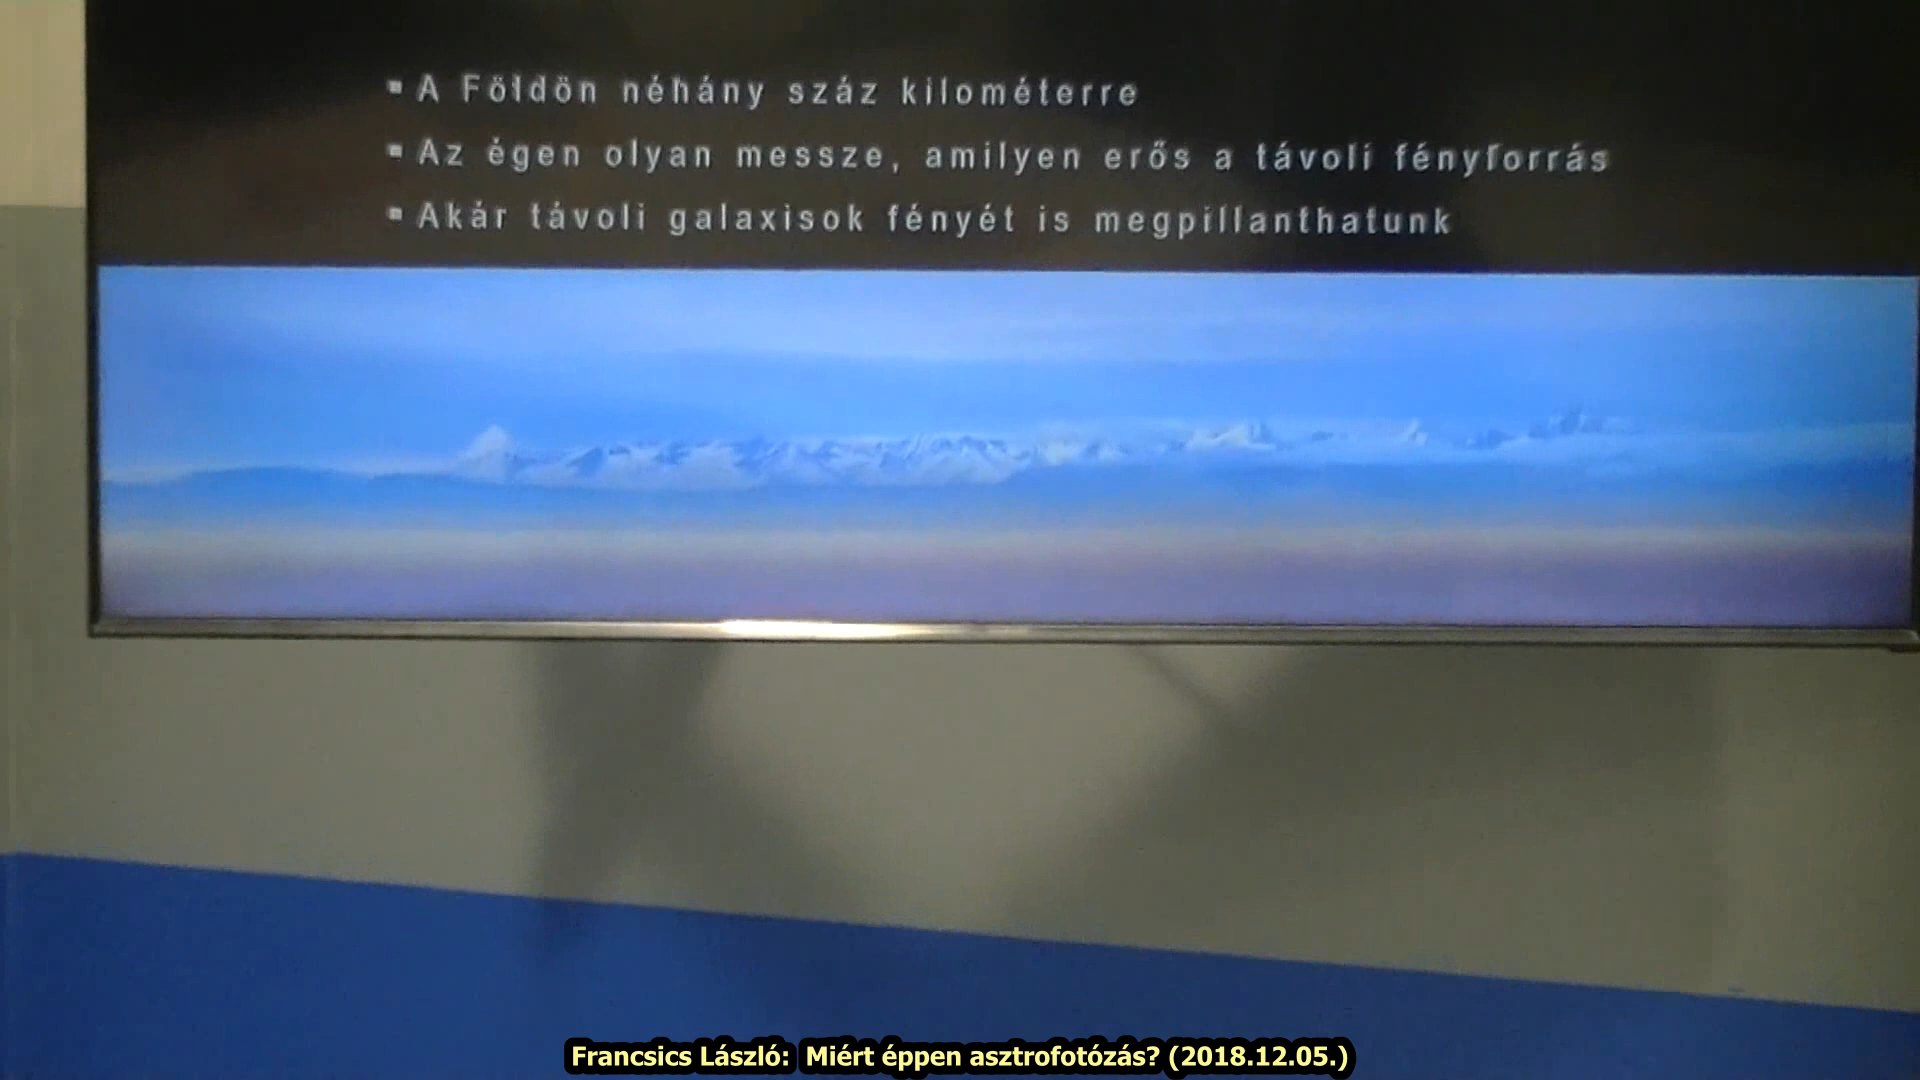 ▪ A Földön néhány száz kilométerre
▪ Az égen olyan messze, amilyen erős a távoli fényforrás
▪ Akár távoli galaxisok fényét is megpillanthatunk
Francsics László: Miért éppen asztrofotózás? (2018.12.05.)